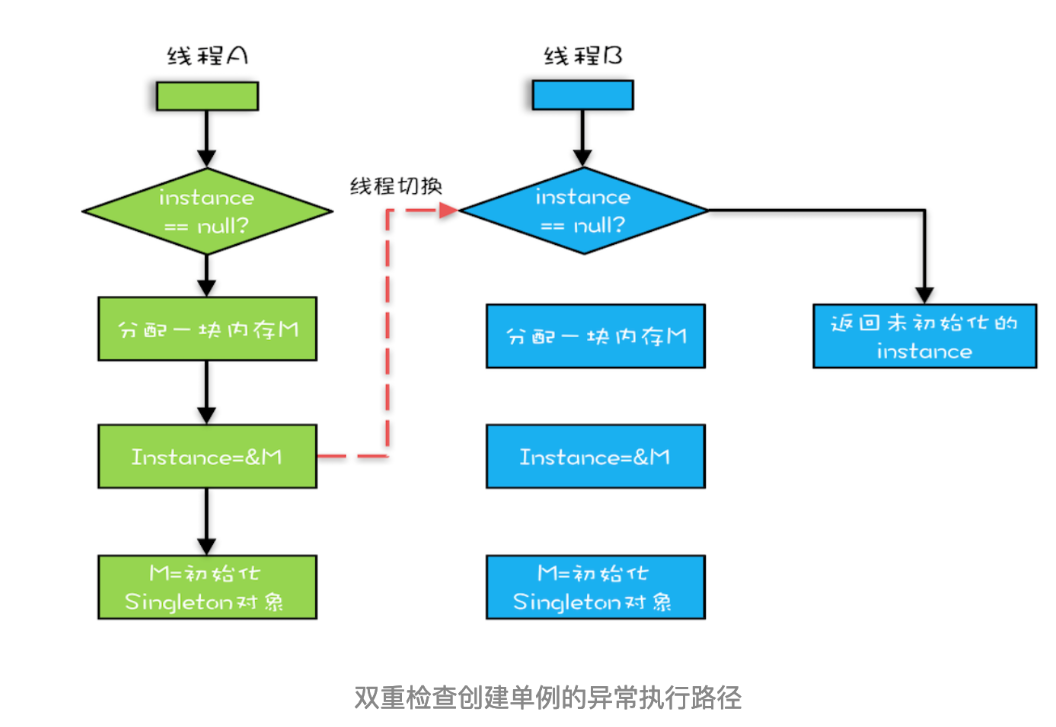 线程A
线程B
线程切换
instance
== null?
instance
== null?
分配一块内存M
分配一块内存M
返回未初始化的
instance
Instance=&M
Instance=&M
M=初始化
Singleton对象
M=初始化
Singleton对象
双重检查创建单例的异常执行路径